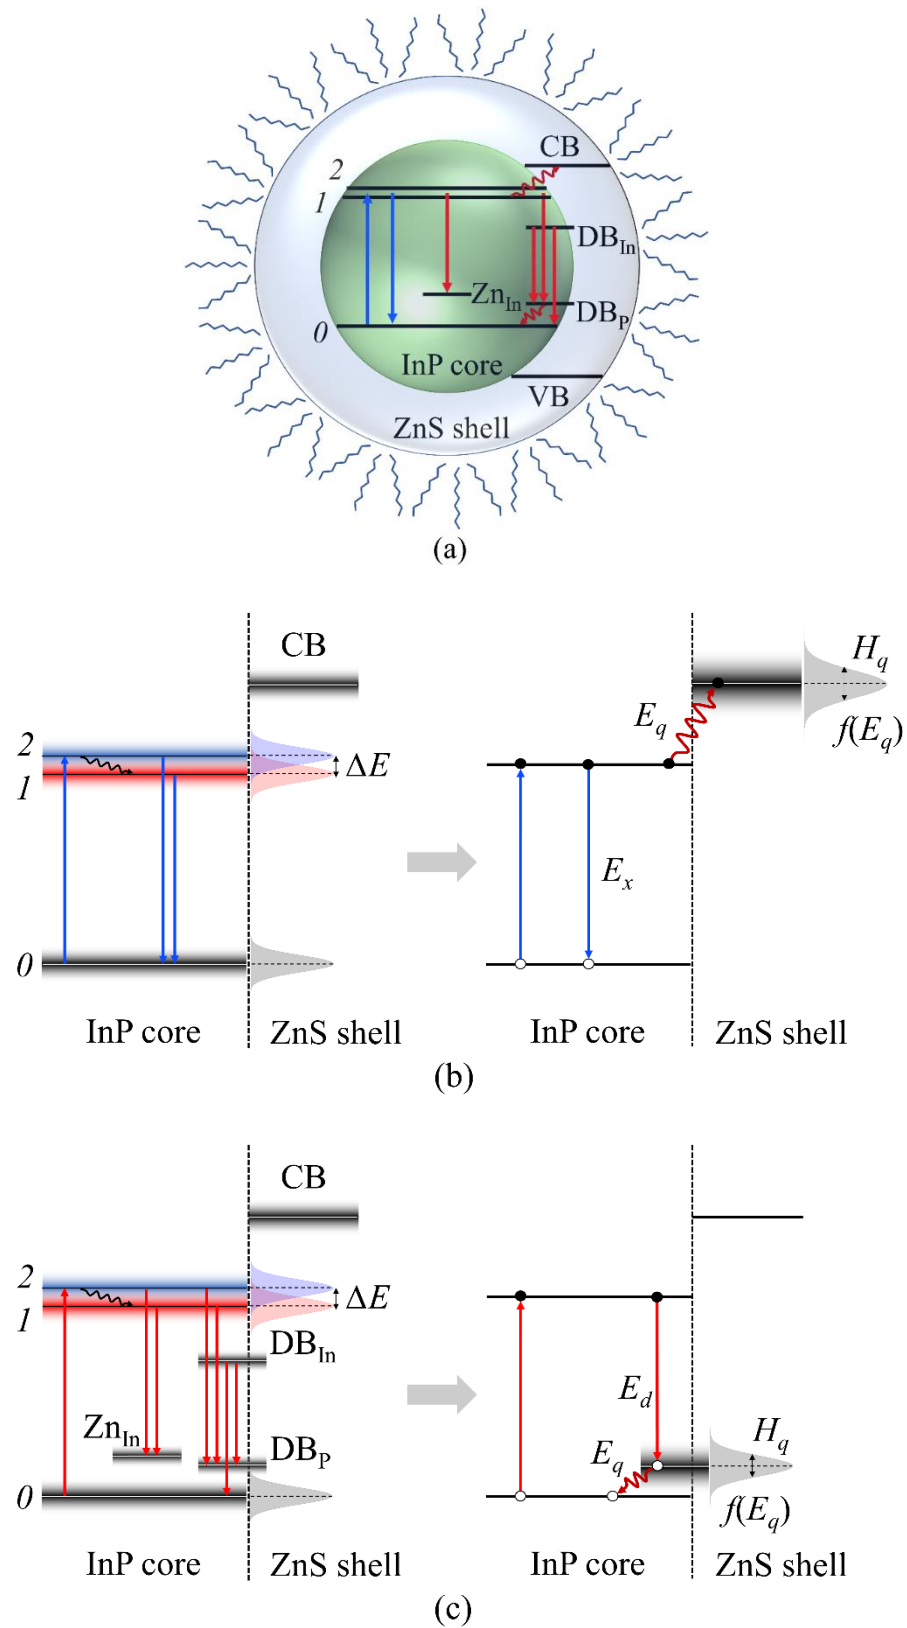 CB
2
1
DB_In
Zn_In
DB_P
0
InP core
VB
ZnS shell
(a)
CB
H_q
E_q
f(E_q)
2
ΔE
1
E_x
0
InP core
ZnS shell
InP core
ZnS shell
(b)
CB
2
ΔE
1
DB_In
E_d
Zn_In
DB_P
H_q
E_q
0
f(E_q)
InP core
ZnS shell
InP core
ZnS shell
(c)